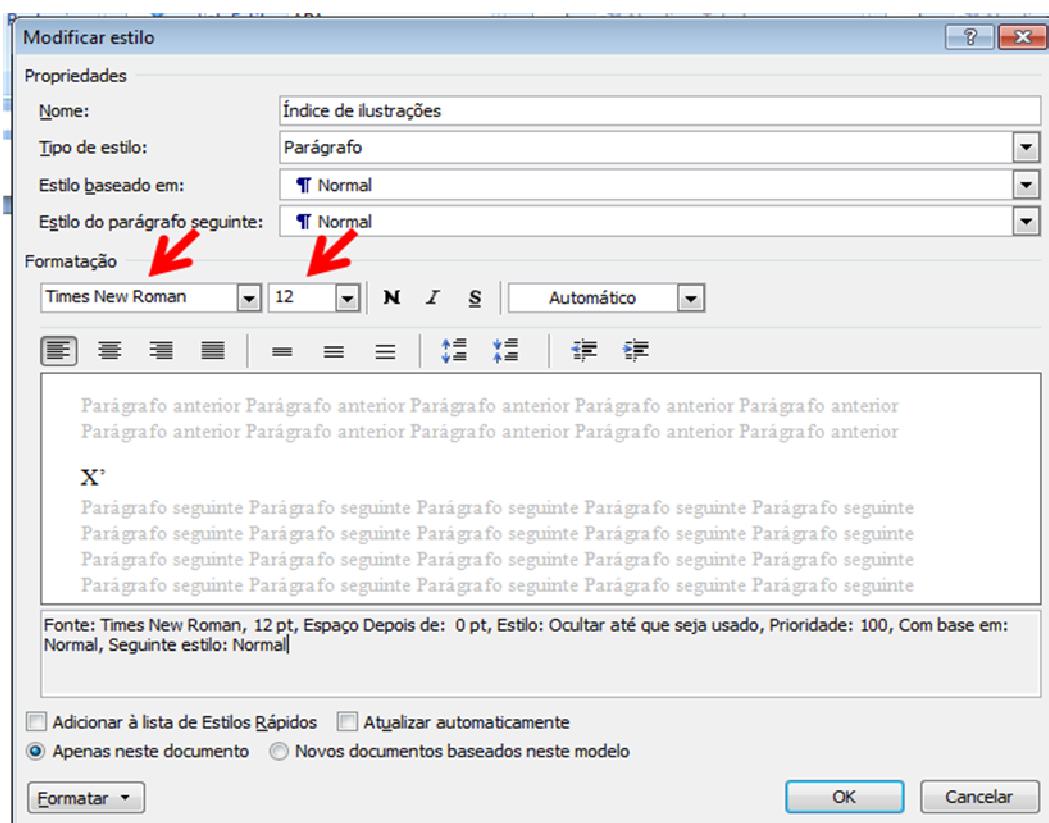 Modificar estilo
Propriedades
Nome: Índice de ilustrações
Tipo de estilo: Parágrafo
Estilo baseado em: ¶ Normal
Estilo do parágrafo seguinte: ¶ Normal
Formatação
Times New Roman 12 N I S Automático
Parágrafo anterior Parágrafo anterior Parágrafo anterior Parágrafo anterior Parágrafo anterior
Parágrafo anterior Parágrafo anterior Parágrafo anterior Parágrafo anterior Parágrafo anterior
X
Parágrafo seguinte Parágrafo seguinte Parágrafo seguinte Parágrafo seguinte Parágrafo seguinte
Parágrafo seguinte Parágrafo seguinte Parágrafo seguinte Parágrafo seguinte Parágrafo seguinte
Parágrafo seguinte Parágrafo seguinte Parágrafo seguinte Parágrafo seguinte Parágrafo seguinte
Parágrafo seguinte Parágrafo seguinte Parágrafo seguinte Parágrafo seguinte Parágrafo seguinte
Fonte: Times New Roman, 12 pt, Espaço Depois de: 0 pt, Estilo: Ocultar até que seja usado, Prioridade: 100, Com base em:
Normal, Seguinte estilo: Normal
Adicionar à lista de Estilos Rápidos Atualizar automaticamente
Apenas neste documento Novos documentos baseados neste modelo
Formatar OK Cancelar